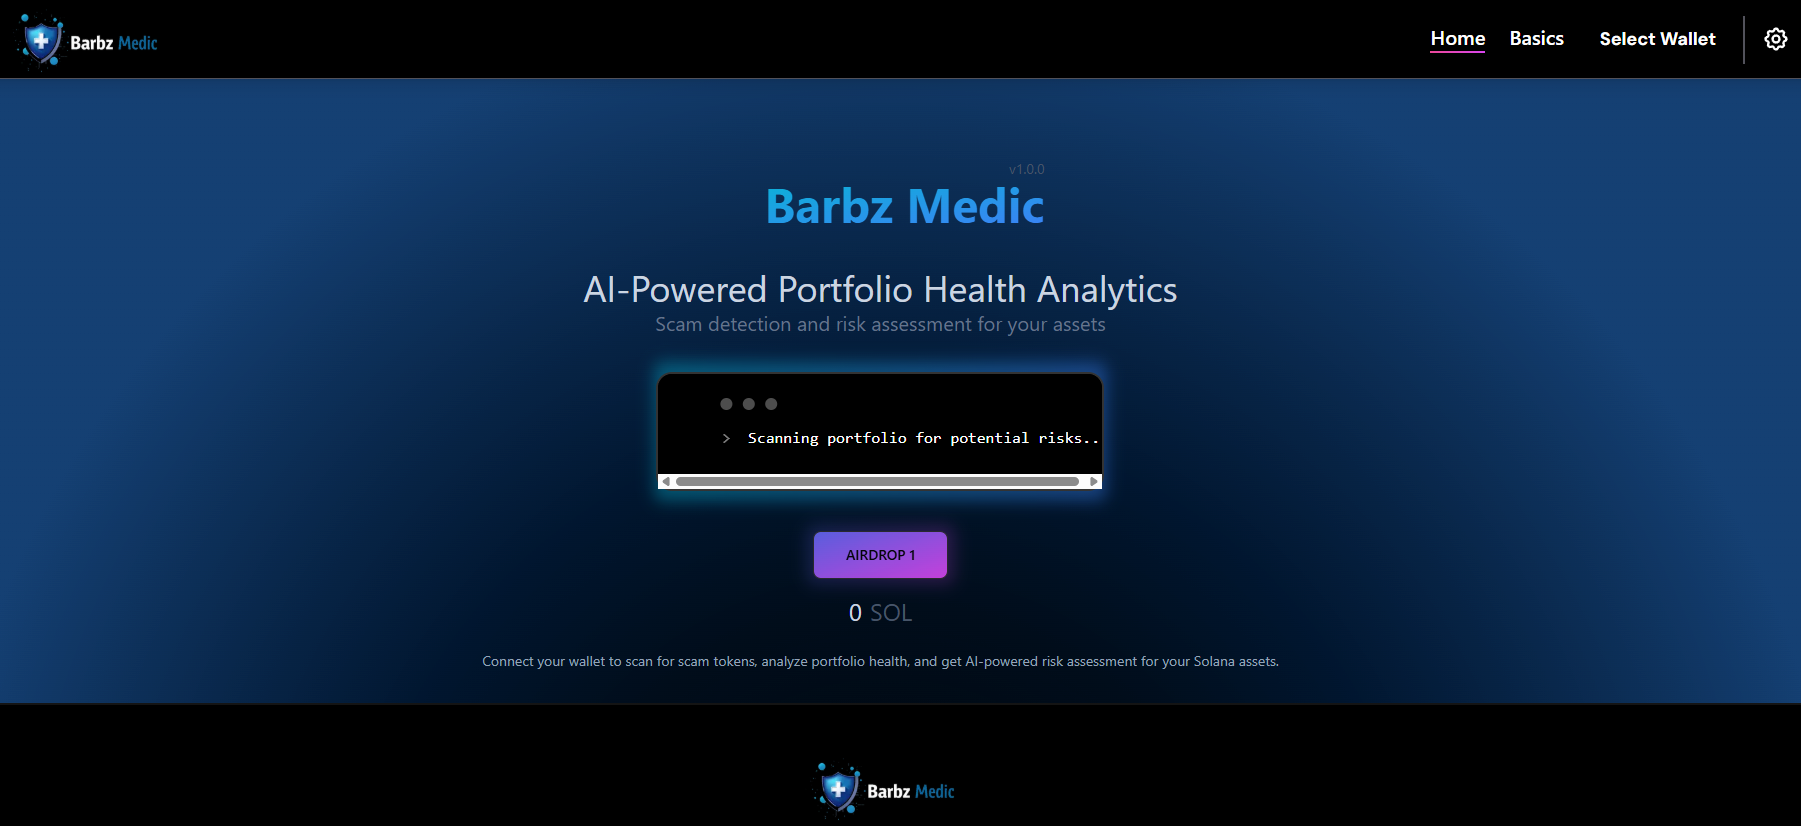 Barbz Medic
Home Basics Select Wallet
v1.0.0
Barbz Medic
AI-Powered Portfolio Health Analytics
Scam detection and risk assessment for your assets
> Scanning portfolio for potential risks..
AIRDROP 1
0 SOL
Connect your wallet to scan for scam tokens, analyze portfolio health, and get AI-powered risk assessment for your Solana assets.
Barbz Medic